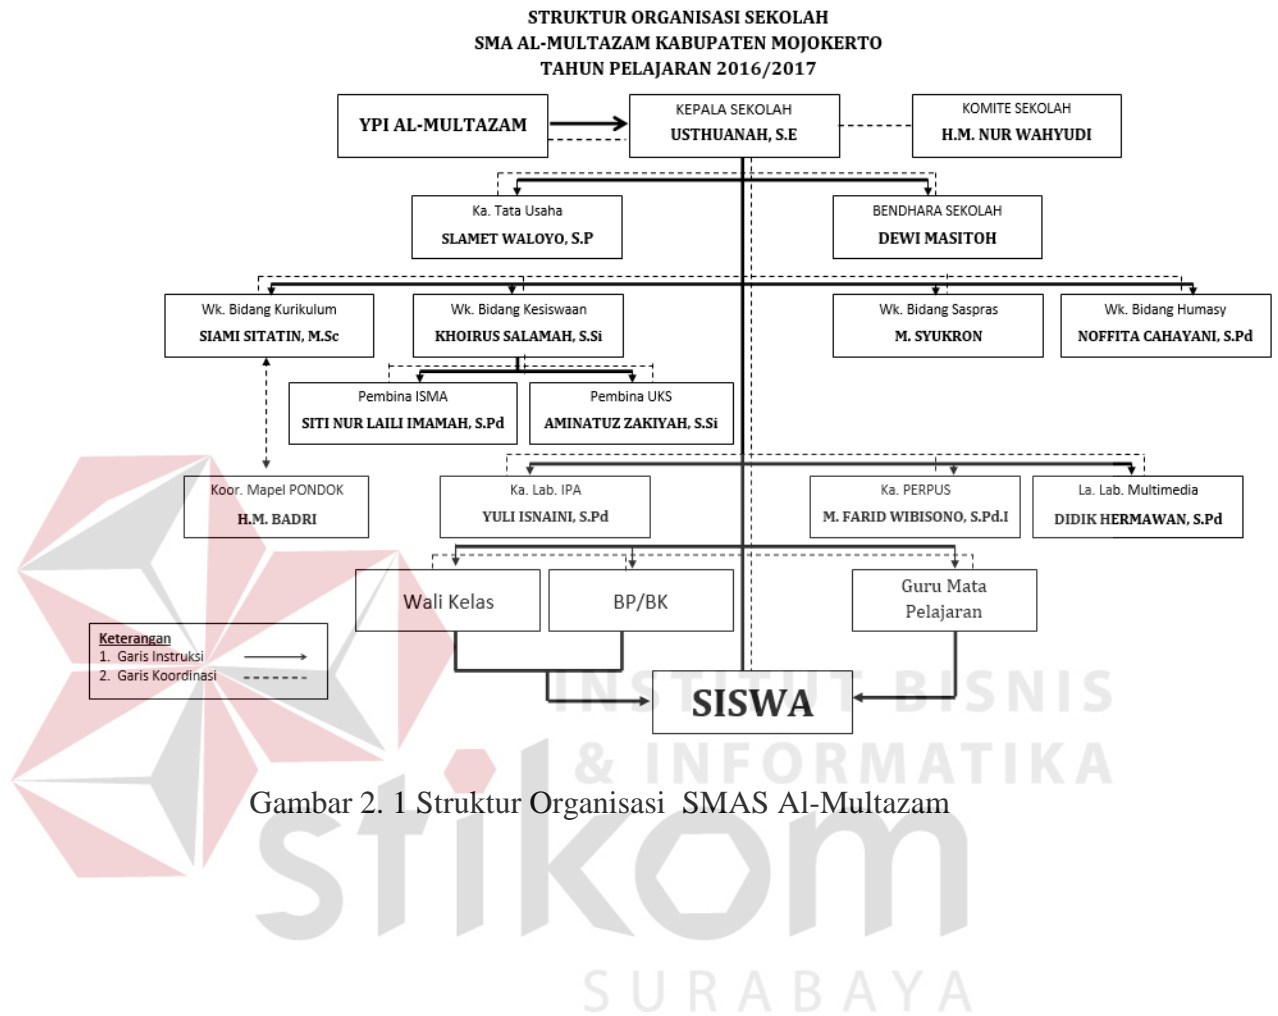 STRUKTUR ORGANISASI SEKOLAH
SMA AL-MULTAZAM KABUPATEN MOJOKERTO
TAHUN PELAJARAN 2016/2017
YPI AL-MULTAZAM
KEPALA SEKOLAH
USTHUANAH, S.E
KOMITE SEKOLAH
H.M. NUR WAHYUDI
Ka. Tata Usaha
SLAMET WALOYO, S.P
BENDHARA SEKOLAH
DEWI MASITOH
Wk. Bidang Kurikulum
SIAMI SITATIN, M.Sc
Wk. Bidang Kesiswaan
KHOIRUS SALAMAH, S.Si
Wk. Bidang Saspras
M. SYUKRON
Wk. Bidang Humasy
NOFFITA CAHAYANI, S.Pd
Pembina ISMA
SITI NUR LAILI IMAMAH, S.Pd
Pembina UKS
AMINATUZ ZAKIYAH, S.Si
Koor. Mapel PONDOK
H.M. BADRI
Ka. Lab. IPA
YULI ISNAINI, S.Pd
Ka. PERPUS
M. FARID WIBISONO, S.Pd.I
La. Lab. Multimedia
DIDIK HERMAWAN, S.Pd
Wali Kelas
BP/BK
Guru Mata
Pelajaran
Keterangan
1. Garis Instruksi
2. Garis Koordinasi
SISWA
INSTITUT BISNIS
& INFORMATIKA
Gambar 2. 1 Struktur Organisasi SMAS Al-Multazam
stikom
SURABAYA